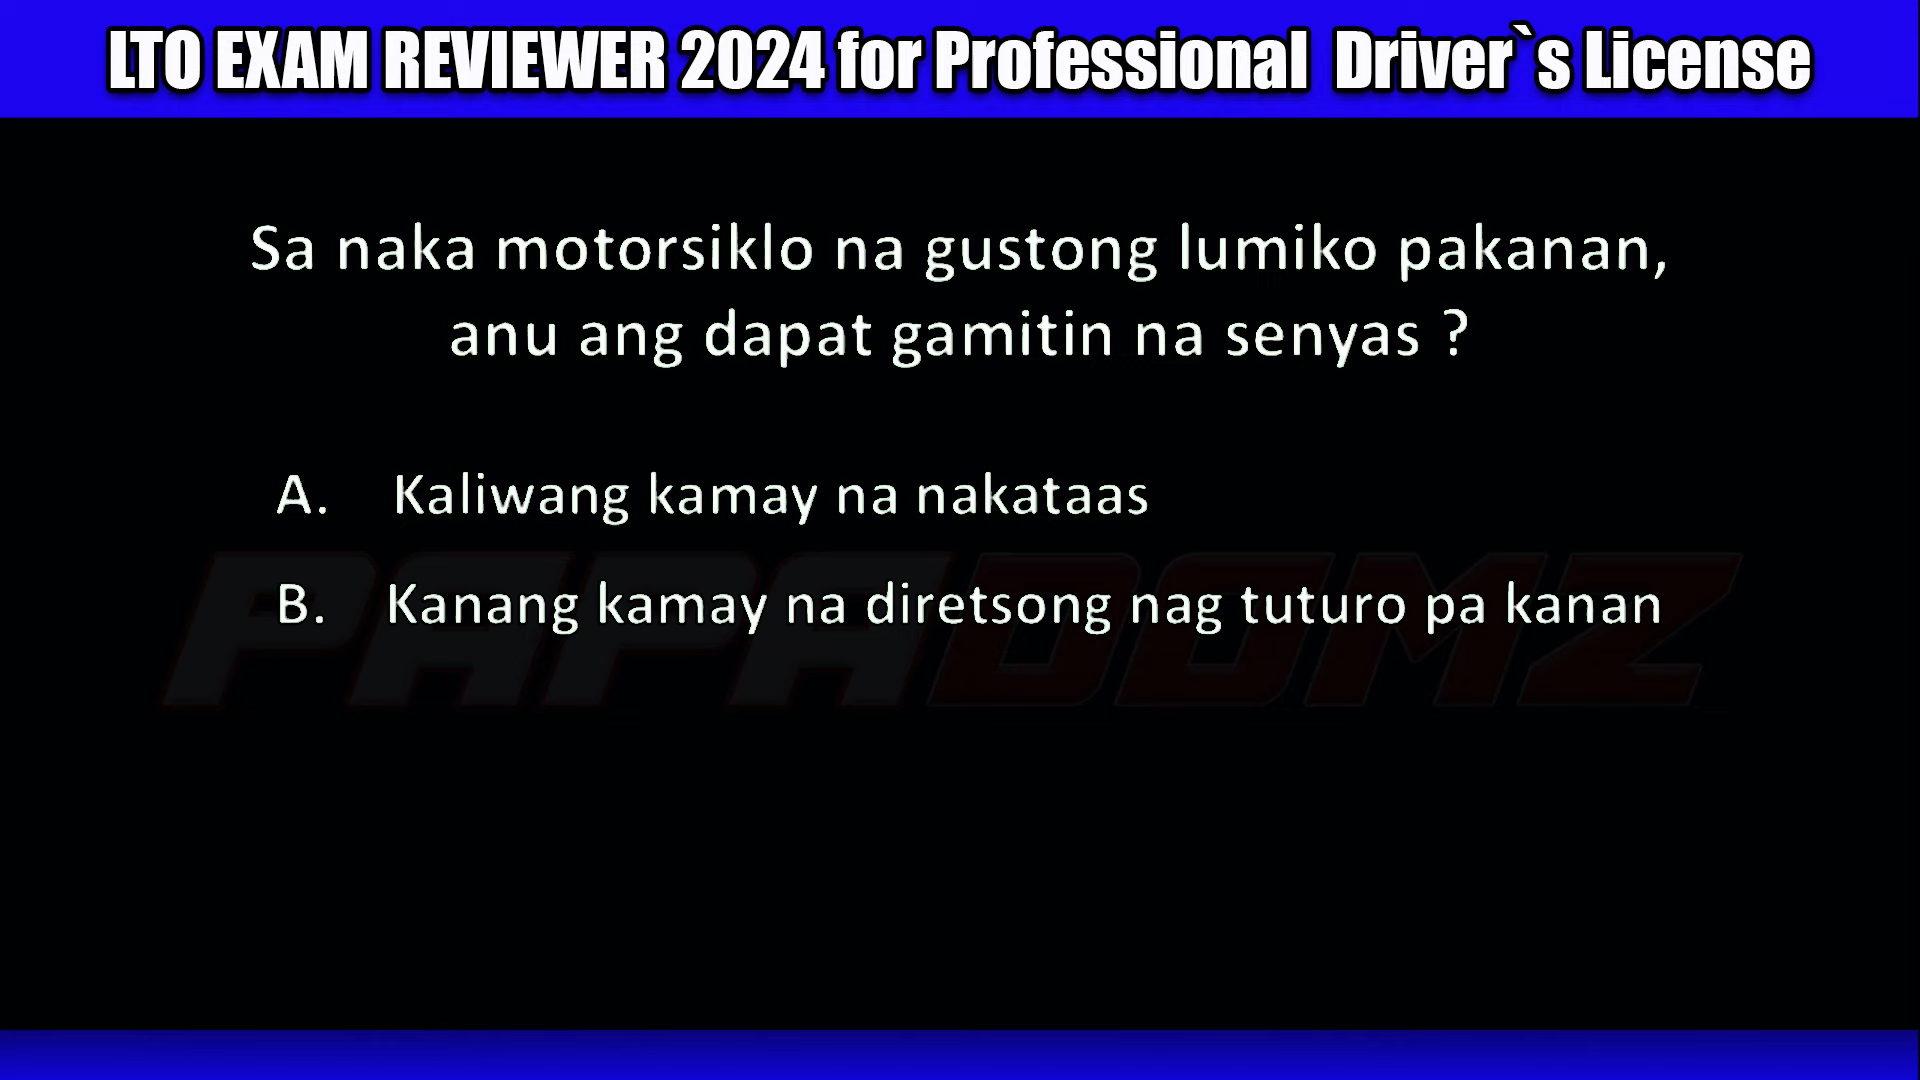 LTO EXAM REVIEWER 2024 for Professional Driver`s License
Sa naka motorsiklo na gustong lumiko pakanan,
anu ang dapat gamitin na senyas ?
A. Kaliwang kamay na nakataas
B. Kanang kamay na diretsong nag tuturo pa kanan
PAPADOMZ